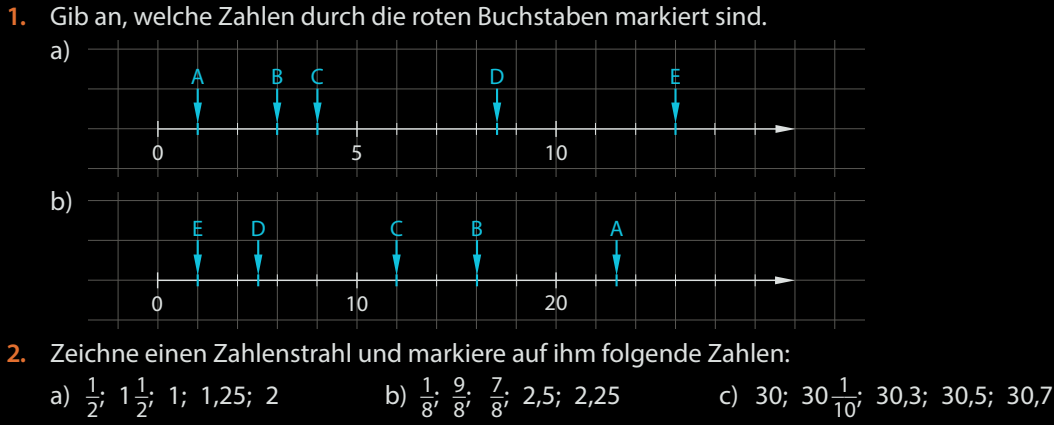 1. Gib an, welche Zahlen durch die roten Buchstaben markiert sind.
a)
A B C D E
0 5 10
b)
E D C B A
0 10 20
2. Zeichne einen Zahlenstrahl und markiere auf ihm folgende Zahlen:
a) 1/2; 1 1/2; 1; 1,25; 2 b) 1/8; 9/8; 7/8; 2,5; 2,25 c) 30; 30 1/10; 30,3; 30,5; 30,7